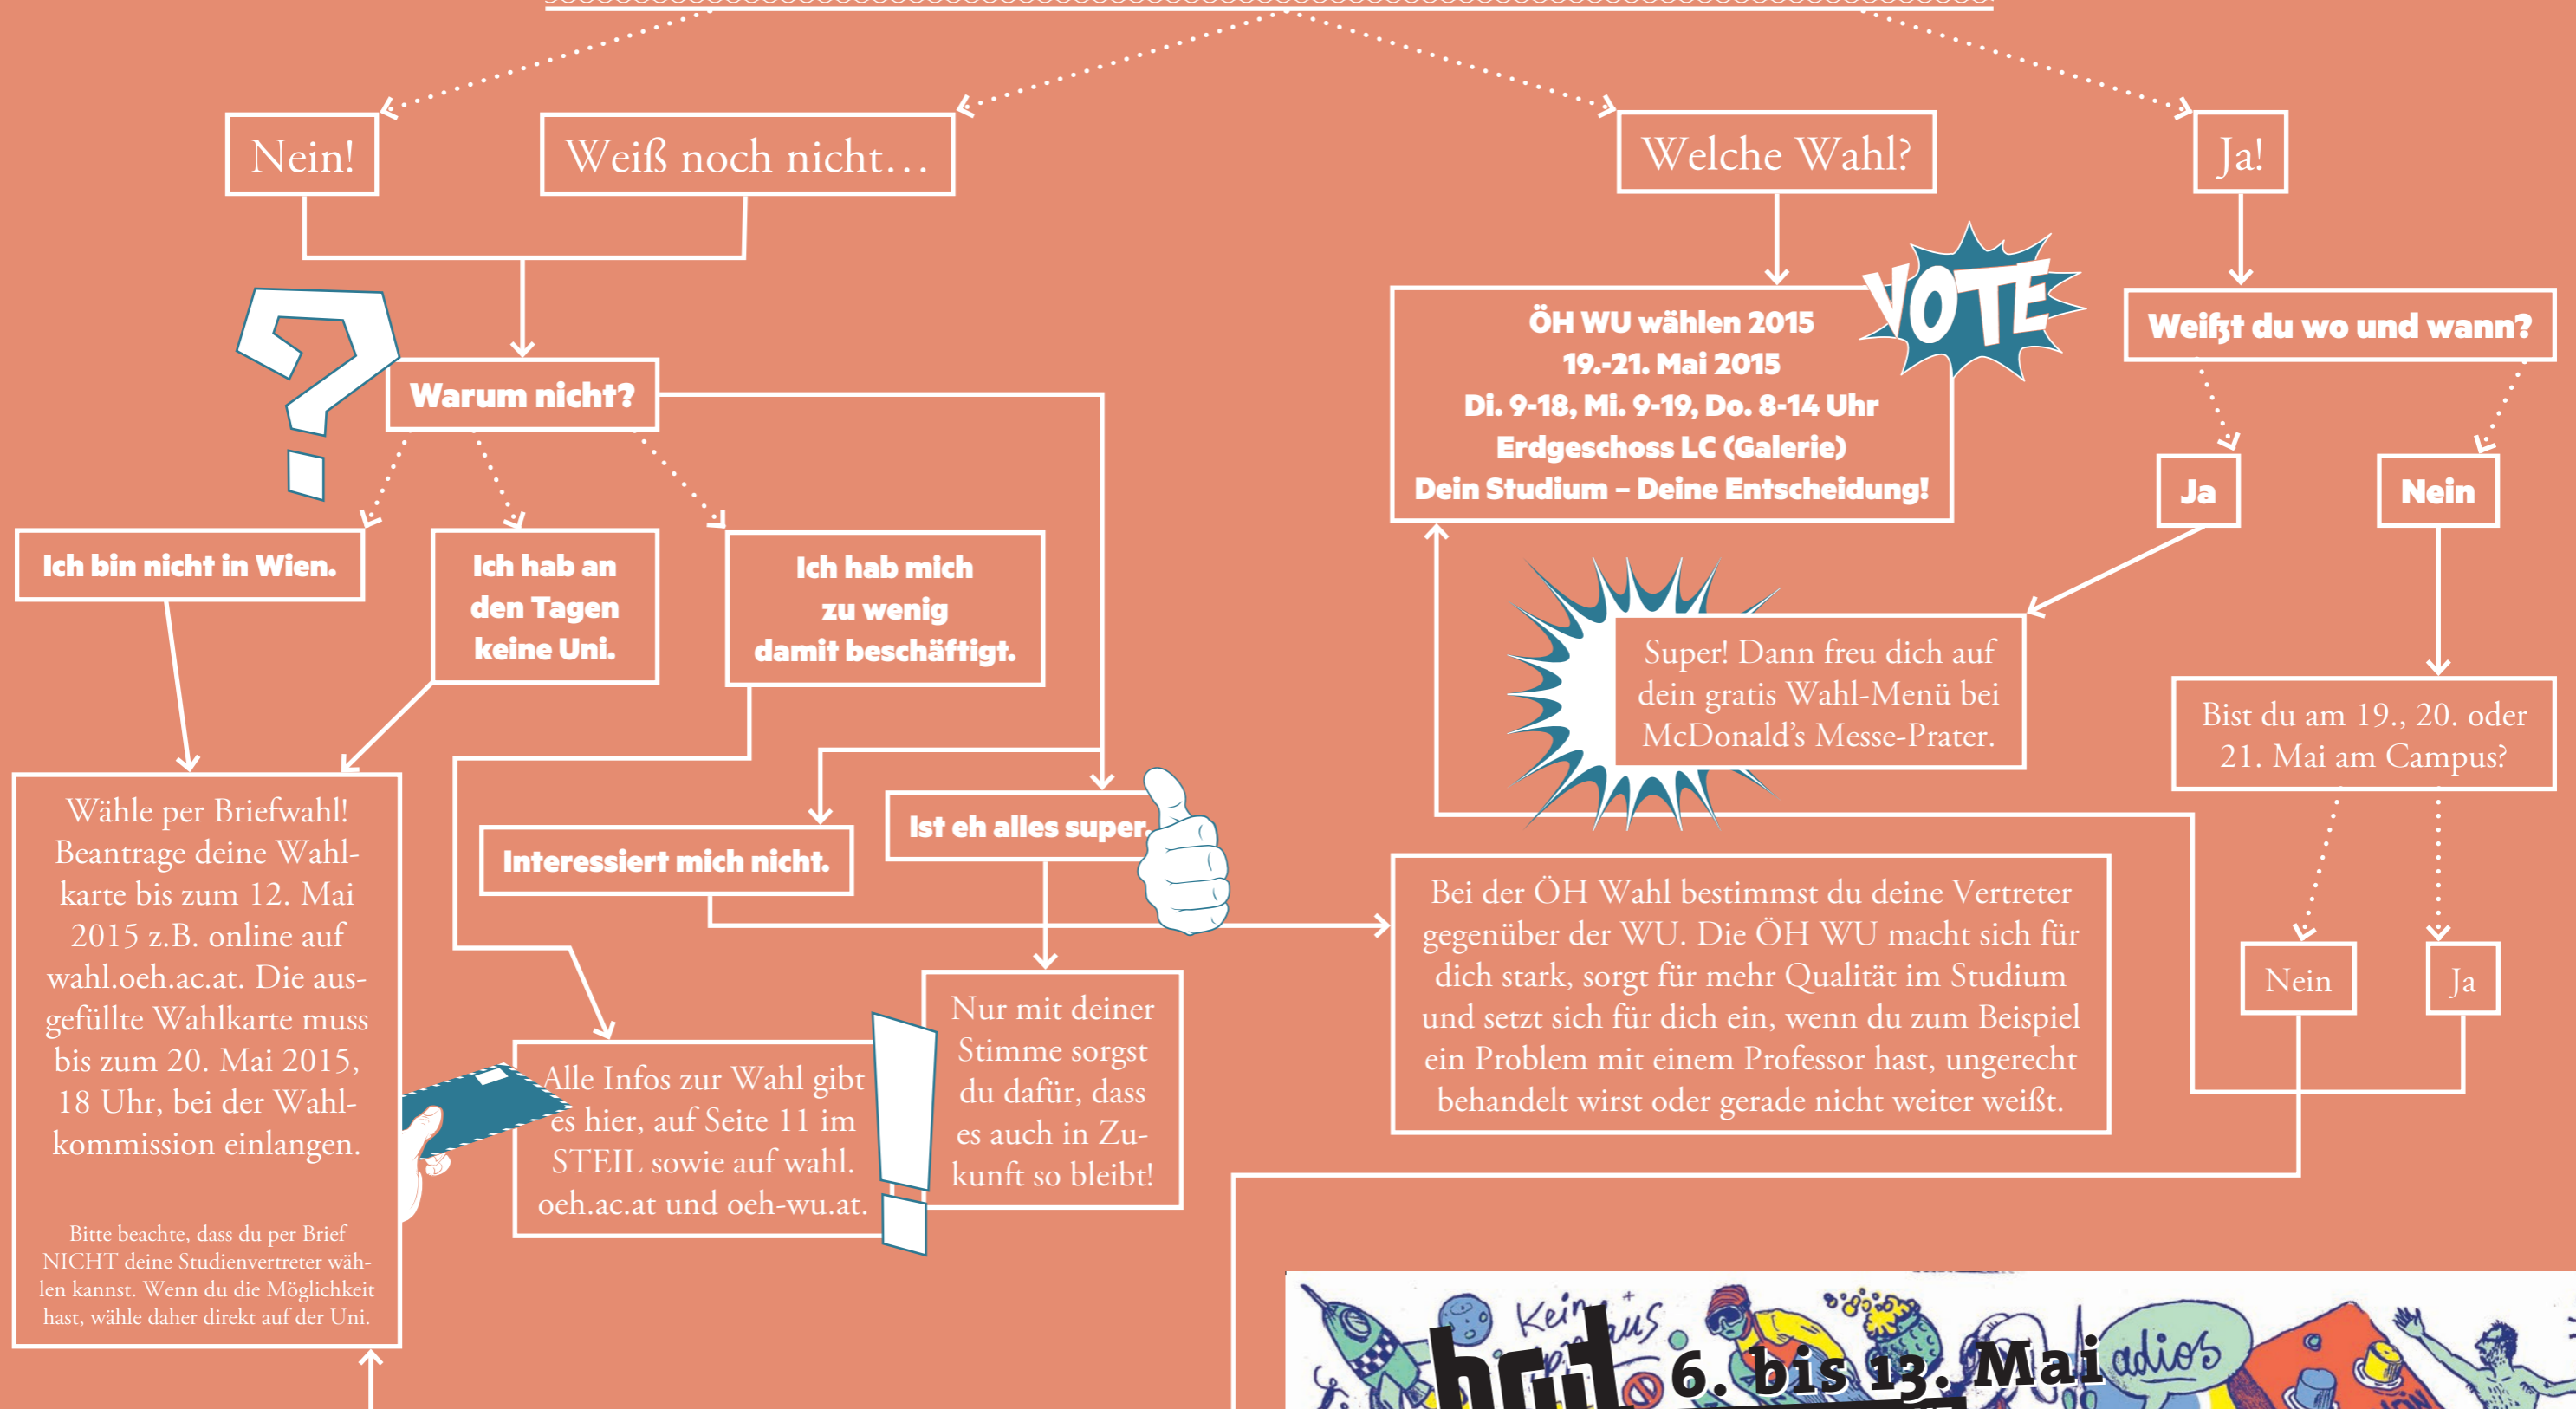 Nein!
Weiß noch nicht…
Welche Wahl?
Ja!
VOTE
ÖH WU wählen 2015
19.-21. Mai 2015
Di. 9-18, Mi. 9-19, Do. 8-14 Uhr
Erdgeschoss LC (Galerie)
Dein Studium – Deine Entscheidung!
Weißt du wo und wann?
?
Warum nicht?
Ja
Nein
Ich bin nicht in Wien.
Ich hab an
den Tagen
keine Uni.
Ich hab mich
zu wenig
damit beschäftigt.
Super! Dann freu dich auf
dein gratis Wahl-Menü bei
McDonald's Messe-Prater.
Bist du am 19., 20. oder
21. Mai am Campus?
Wähle per Briefwahl!
Beantrage deine Wahl-
karte bis zum 12. Mai
2015 z.B. online auf
wahl.oeh.ac.at. Die aus-
gefüllte Wahlkarte muss
bis zum 20. Mai 2015,
18 Uhr, bei der Wahl-
kommission einlangen.
Bitte beachte, dass du per Brief
NICHT deine Studienvertreter wäh-
len kannst. Wenn du die Möglichkeit
hast, wähle daher direkt auf der Uni.
Interessiert mich nicht.
Ist eh alles super.
Alle Infos zur Wahl gibt
es hier, auf Seite 11 im
STEIL sowie auf wahl.
oeh.ac.at und oeh-wu.at.
!
Nur mit deiner
Stimme sorgst
du dafür, dass
es auch in Zu-
kunft so bleibt!
Bei der ÖH Wahl bestimmst du deine Vertreter
gegenüber der WU. Die ÖH WU macht sich für
dich stark, sorgt für mehr Qualität im Studium
und setzt sich für dich ein, wenn du zum Beispiel
ein Problem mit einem Professor hast, ungerecht
behandelt wirst oder gerade nicht weiter weißt.
Nein
Ja
6. bis 13. Mai
adios